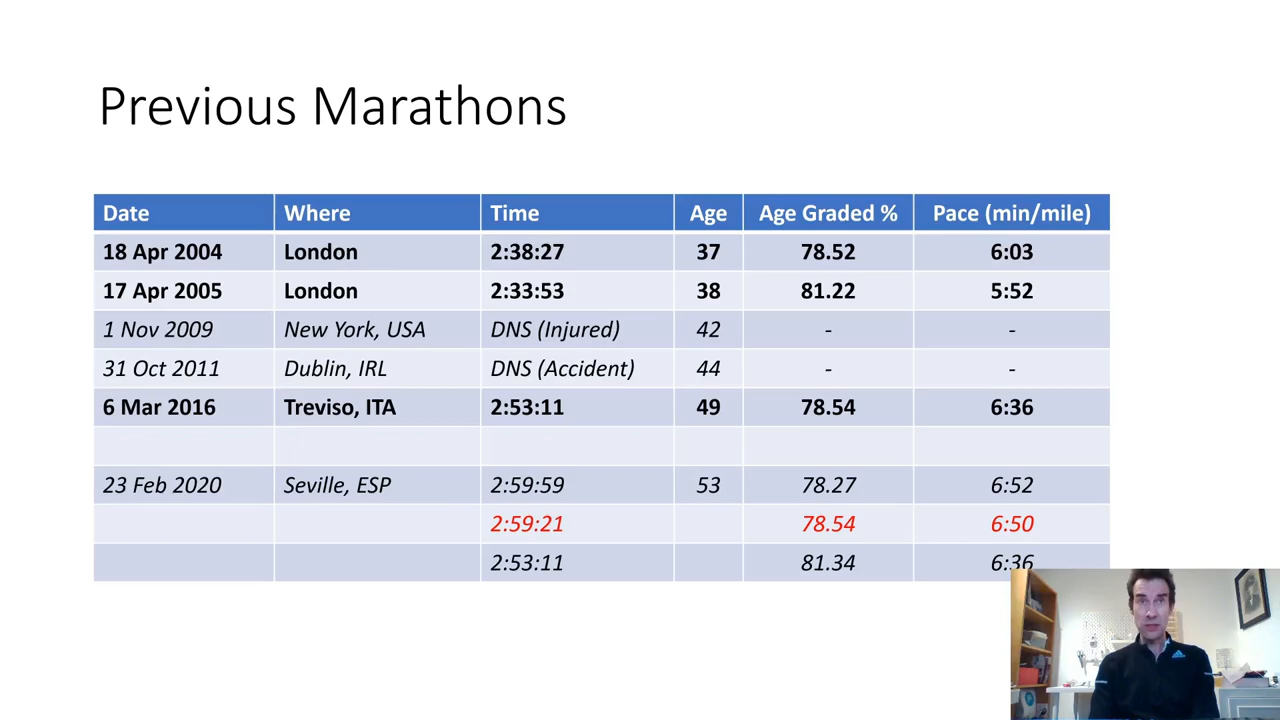 Previous Marathons
Date Where Time Age Age Graded % Pace (min/mile)
18 Apr 2004 London 2:38:27 37 78.52 6:03
17 Apr 2005 London 2:33:53 38 81.22 5:52
1 Nov 2009 New York, USA DNS (Injured) 42 - -
31 Oct 2011 Dublin, IRL DNS (Accident) 44 - -
6 Mar 2016 Treviso, ITA 2:53:11 49 78.54 6:36
23 Feb 2020 Seville, ESP 2:59:59 53 78.27 6:52
2:59:21 78.54 6:50
2:53:11 81.34 6:36